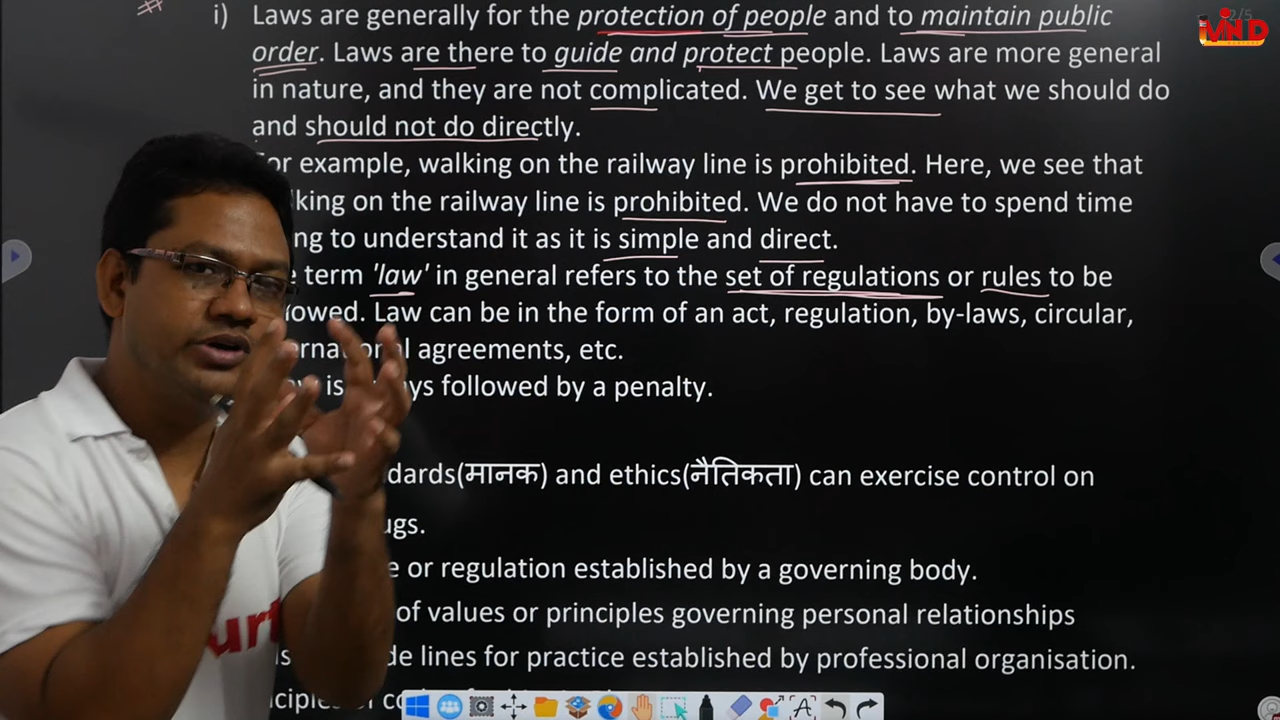 i) Laws are generally for the protection of people and to maintain public
order. Laws are there to guide and protect people. Laws are more general
in nature, and they are not complicated. We get to see what we should do
and should not do directly.
For example, walking on the railway line is prohibited. Here, we see that
king on the railway line is prohibited. We do not have to spend time
ng to understand it as it is simple and direct.
term 'law' in general refers to the set of regulations or rules to be
lowed. Law can be in the form of an act, regulation, by-laws, circular,
agreements, etc.
is ys followed by a penalty.
dards(मानक) and ethics(नैतिकता) can exercise control on
ugs.
e or regulation established by a governing body.
of values or principles governing personal relationships
is de lines for practice established by professional organisation.
MND
urt